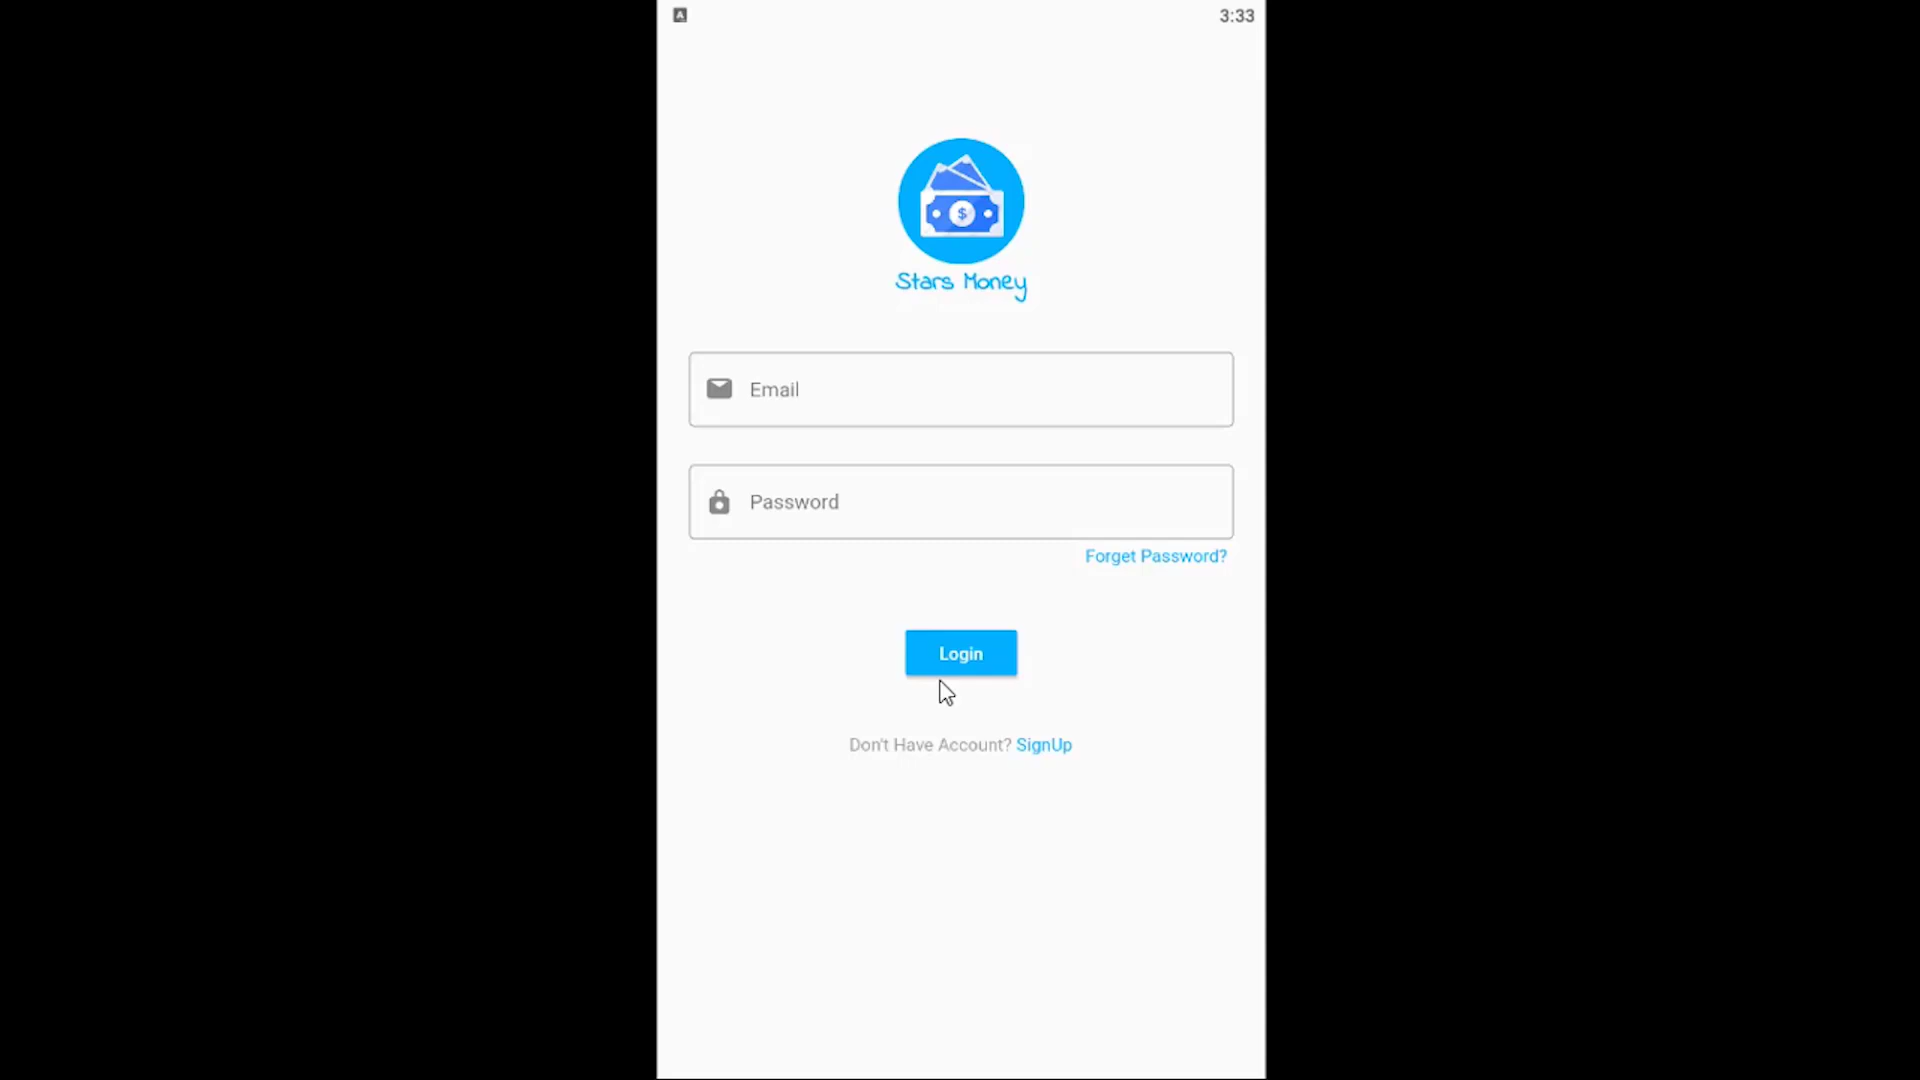 A 3:33
$
Stars Money
Email
Password
Forget Password?
Login
Don't Have Account? SignUp